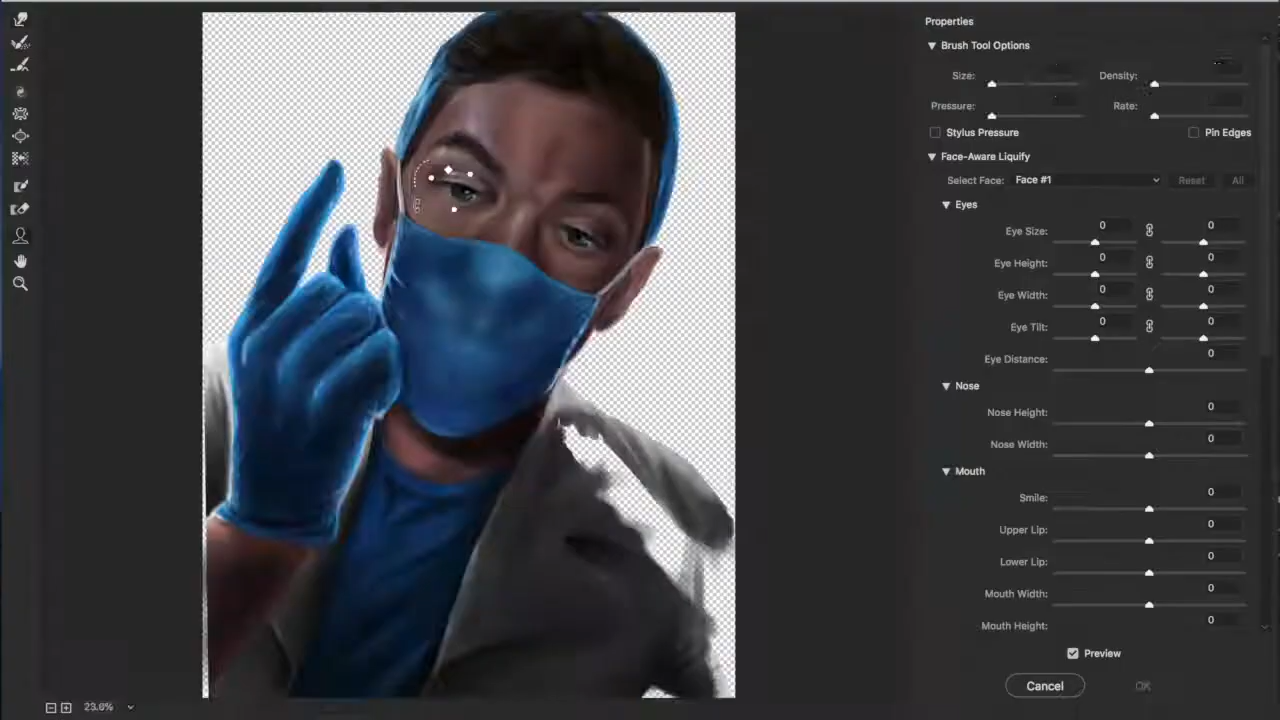 Properties
Brush Tool Options
Size: Density:
Pressure: Rate:
Stylus Pressure Pin Edges
Face-Aware Liquify
Select Face: Face #1 Reset All
Eyes
Eye Size: 0 0
Eye Height: 0 0
Eye Width: 0 0
Eye Tilt: 0 0
Eye Distance: 0
Nose
Nose Height: 0
Nose Width: 0
Mouth
Smile: 0
Upper Lip: 0
Lower Lip: 0
Mouth Width: 0
Mouth Height: 0
Preview
Cancel OK
23.6%